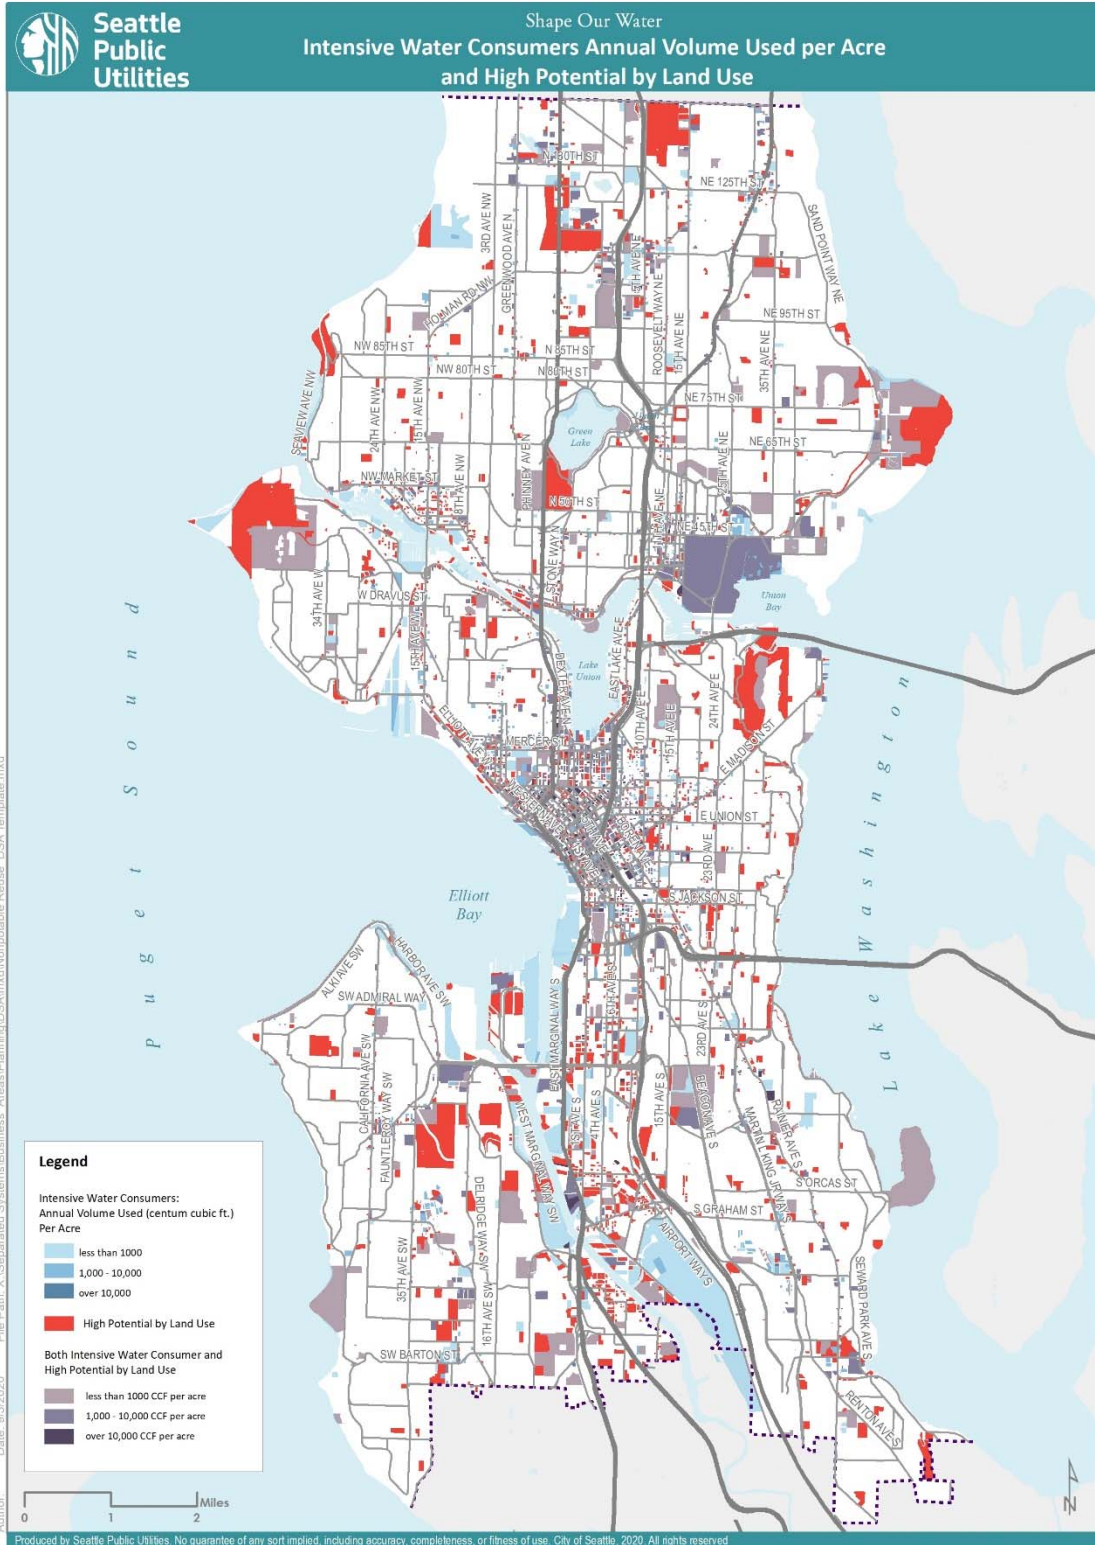 Seattle
Public
Utilities
Shape Our Water
Intensive Water Consumers Annual Volume Used per Acre
and High Potential by Land Use
N 130TH ST
NE 125TH ST
3RD AVE NW
GREENWOOD AVE N
SAND POINT WAY NE
5TH AVE NE
HOLMAN RD NW
ROOSEVELT WAY NE
15TH AVE NE
NE 95TH ST
35TH AVE NE
NW 85TH ST
N 85TH ST
NW 80TH ST
N 80TH ST
SEAVIEW AVE NW
24TH AVE NW
15TH AVE NW
NE 75TH ST
Green
Lake
NE 65TH ST
25TH AVE NE
PHINNEY AVE N
NW MARKET ST
8TH AVE NW
N 50TH ST
NE 45TH ST
STONE WAY N
34TH AVE W
W DRAVUS ST
15TH AVE W
Union
Bay
Lake
Union
EASTLAKE AVE E
DEXTER AVE N
10TH AVE E
15TH AVE E
24TH AVE E
ELLIOTT AVE W
MERCER ST
E MADISON ST
WESTERN AVE
BOREN AVE
E UNION ST
23RD AVE
S JACKSON ST
Puget Sound
Lake Washington
Elliott
Bay
ALKI AVE SW
HARBOR AVE SW
SW ADMIRAL WAY
EAST MARGINAL WAY S
6TH AVE S
23RD AVE S
CALIFORNIA AVE SW
FAUNTLEROY WAY SW
WEST MARGINAL WAY SW
1ST AVE S
4TH AVE S
15TH AVE S
BEACON AVE S
MARTIN L KING JR WAY S
RAINIER AVE S
S ORCAS ST
DELRIDGE WAY SW
S GRAHAM ST
AIRPORT WAY S
35TH AVE SW
16TH AVE SW
SEWARD PARK AVE S
SW BARTON ST
RENTON AVE S
Legend
Intensive Water Consumers:
Annual Volume Used (centum cubic ft.)
Per Acre
less than 1000
1,000 - 10,000
over 10,000
High Potential by Land Use
Both Intensive Water Consumer and
High Potential by Land Use
less than 1000 CCF per acre
1,000 - 10,000 CCF per acre
over 10,000 CCF per acre
Miles
0 1 2
N
Produced by Seattle Public Utilities. No guarantee of any sort implied, including accuracy, completeness, or fitness of use. City of Seattle, 2020. All rights reserved